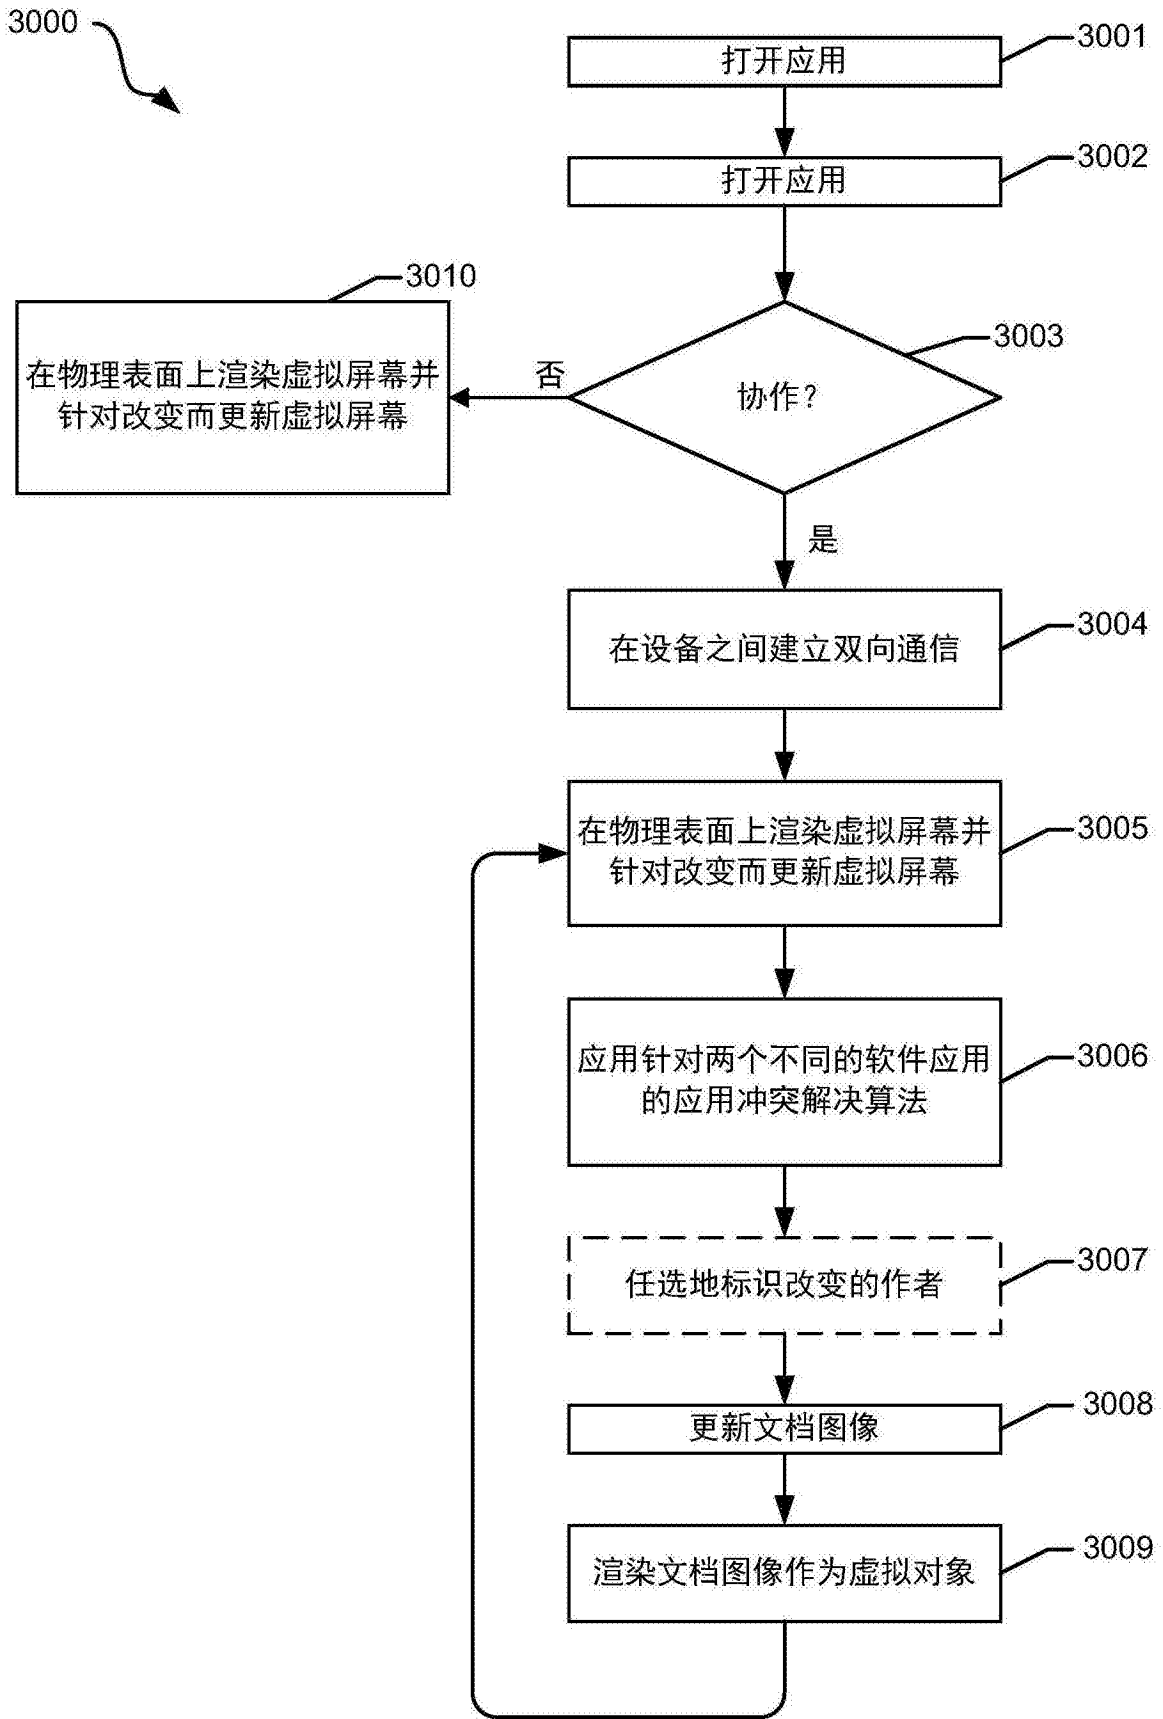 3000
3001
打开应用
3002
打开应用
3010
在物理表面上渲染虚拟屏幕并
针对改变而更新虚拟屏幕
否
3003
协作?
是
3004
在设备之间建立双向通信
3005
在物理表面上渲染虚拟屏幕并
针对改变而更新虚拟屏幕
3006
应用针对两个不同的软件应用
的应用冲突解决算法
3007
任选地标识改变的作者
3008
更新文档图像
3009
渲染文档图像作为虚拟对象